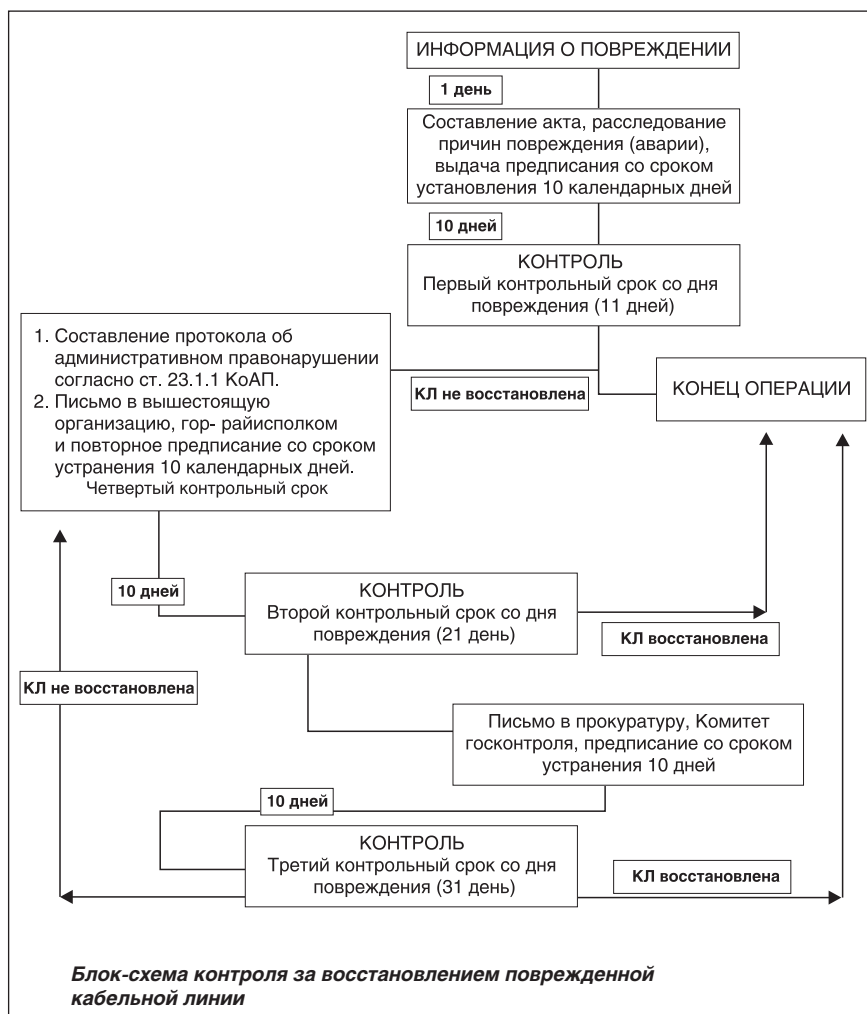 ИНФОРМАЦИЯ О ПОВРЕЖДЕНИИ
1 день
Составление акта, расследование
причин повреждения (аварии),
выдача предписания со сроком
установления 10 календарных дней
10 дней
КОНТРОЛЬ
Первый контрольный срок со дня
повреждения (11 дней)
1. Составление протокола об
административном правонарушении
согласно ст. 23.1.1 КоАП.
2. Письмо в вышестоящую
организацию, гор- райисполком
и повторное предписание со сроком
устранения 10 календарных дней.
Четвертый контрольный срок
КЛ не восстановлена
КОНЕЦ ОПЕРАЦИИ
10 дней
КОНТРОЛЬ
Второй контрольный срок со дня
повреждения (21 день)
КЛ восстановлена
КЛ не восстановлена
Письмо в прокуратуру, Комитет
госконтроля, предписание со сроком
устранения 10 дней
10 дней
КОНТРОЛЬ
Третий контрольный срок со дня
повреждения (31 день)
КЛ восстановлена
Блок-схема контроля за восстановлением поврежденной
кабельной линии